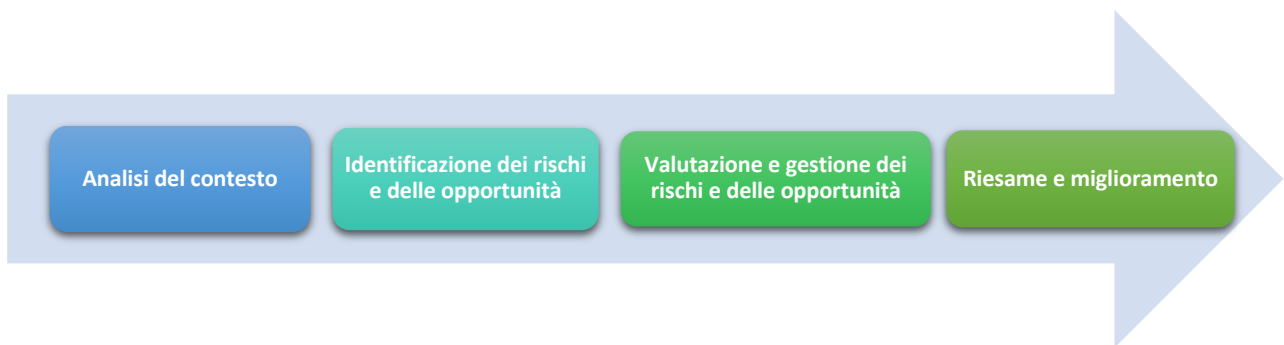 Analisi del contesto
Identificazione dei rischi
e delle opportunità
Valutazione e gestione dei
rischi e delle opportunità
Riesame e miglioramento